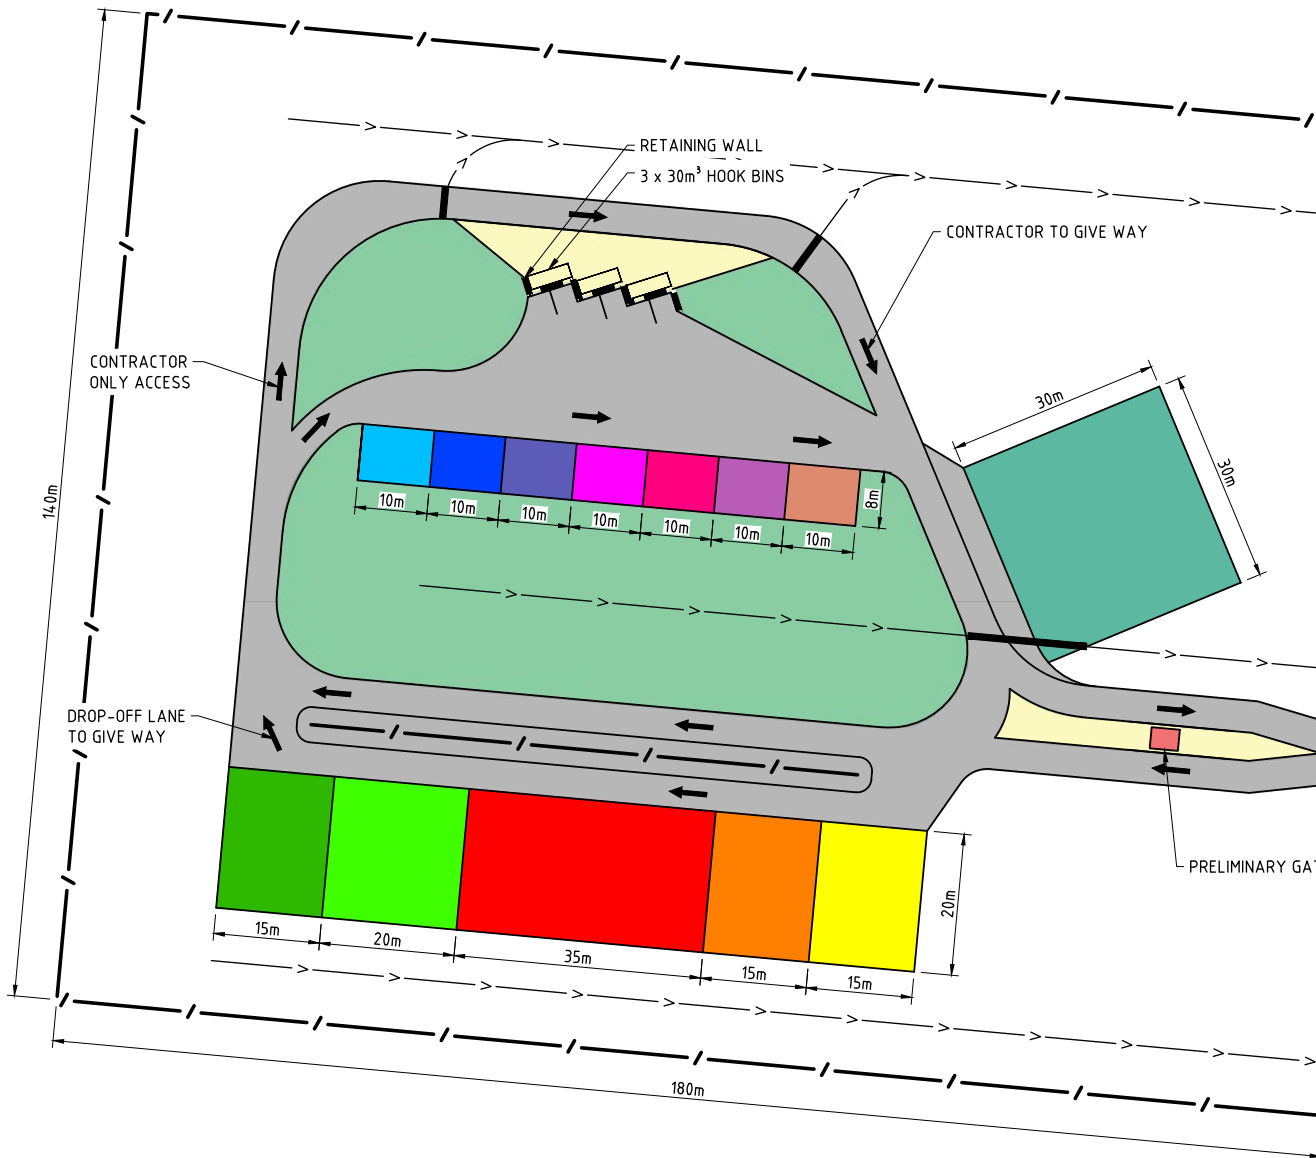 RETAINING WALL
3 x 30m³ HOOK BINS
CONTRACTOR TO GIVE WAY
CONTRACTOR
ONLY ACCESS
30m
30m
140m
10m
10m
10m
10m
10m
10m
10m
8m
DROP-OFF LANE
TO GIVE WAY
PRELIMINARY GA
20m
15m
20m
35m
15m
15m
180m